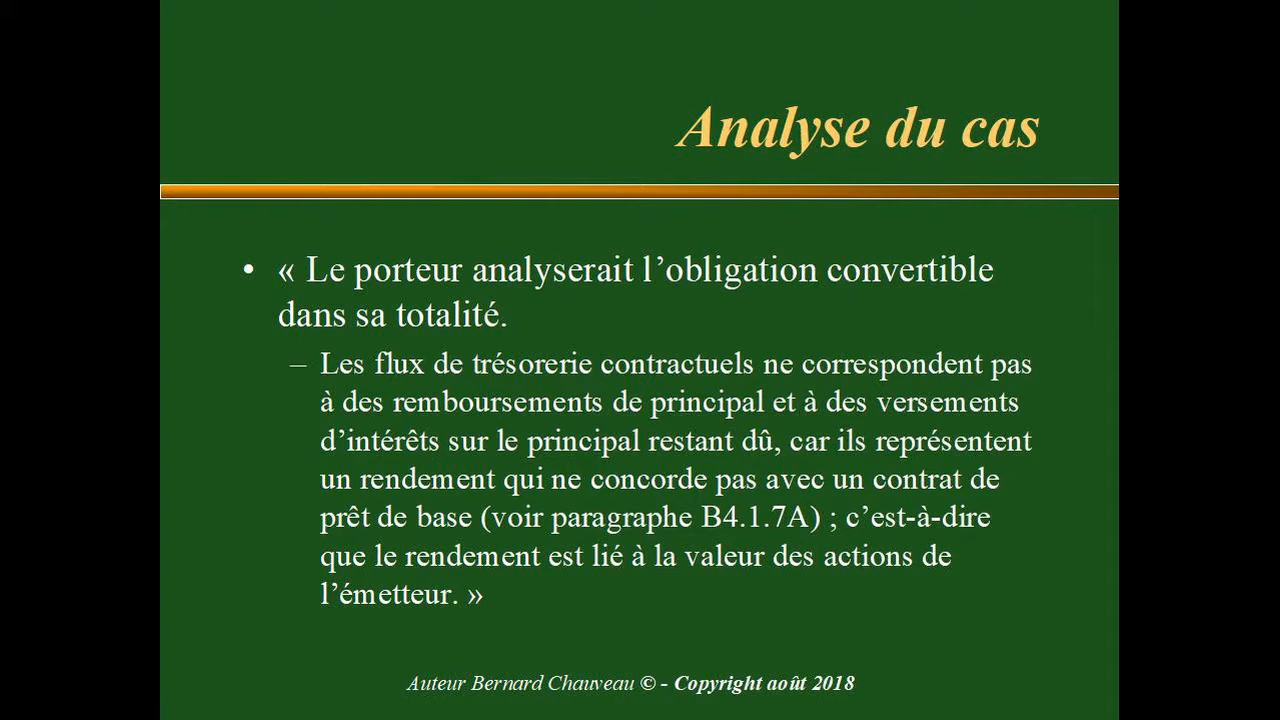 Analyse du cas
• « Le porteur analyserait l’obligation convertible
dans sa totalité.
– Les flux de trésorerie contractuels ne correspondent pas
à des remboursements de principal et à des versements
d’intérêts sur le principal restant dû, car ils représentent
un rendement qui ne concorde pas avec un contrat de
prêt de base (voir paragraphe B4.1.7A) ; c’est-à-dire
que le rendement est lié à la valeur des actions de
l’émetteur. »
Auteur Bernard Chauveau © - Copyright août 2018